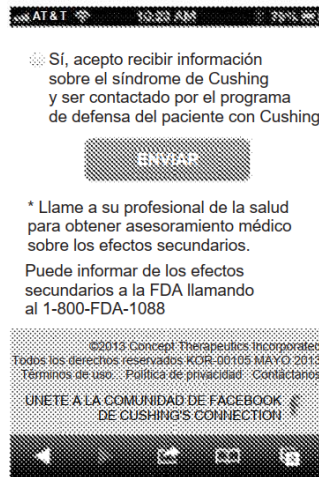 AT&T 10:23 AM
Sí, acepto recibir información
sobre el síndrome de Cushing
y ser contactado por el programa
de defensa del paciente con Cushing
ENVIAR
* Llame a su profesional de la salud
para obtener asesoramiento médico
sobre los efectos secundarios.
Puede informar de los efectos
secundarios a la FDA llamando
al 1-800-FDA-1088
©2013 Concept Therapeutics Incorporated
Todos los derechos reservados KOR-00105 MAYO 2013
Términos de uso... Política de privacidad Contáctanos
ÚNETE A LA COMUNIDAD DE FACEBOOK
DE CUSHING'S CONNECTION